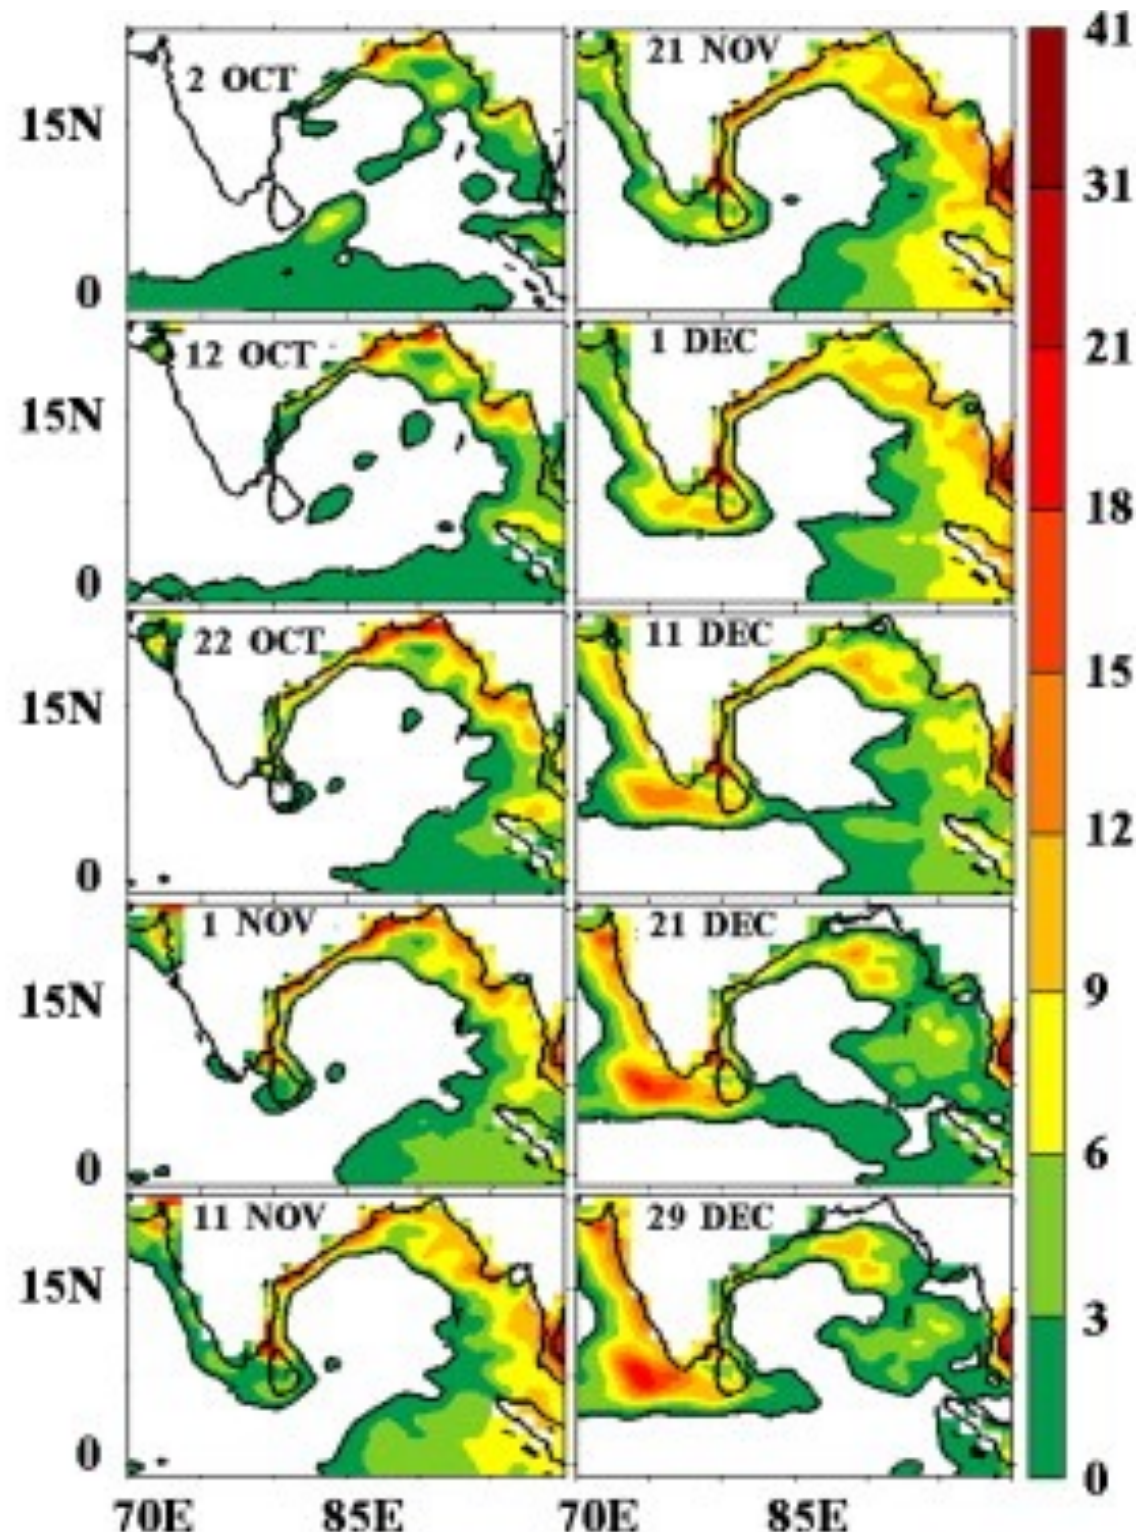 2 OCT
21 NOV
41
15N
31
0
12 OCT
1 DEC
21
15N
18
0
22 OCT
11 DEC
15
15N
12
0
1 NOV
21 DEC
9
15N
6
0
11 NOV
29 DEC
15N
3
0
0
70E 85E 70E 85E